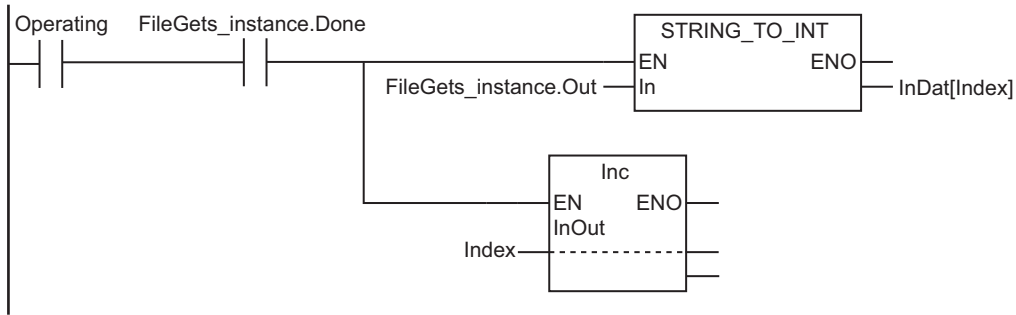 Operating FileGets_instance.Done
STRING_TO_INT
EN ENO
FileGets_instance.Out In InDat[Index]
Inc
EN ENO
InOut
Index